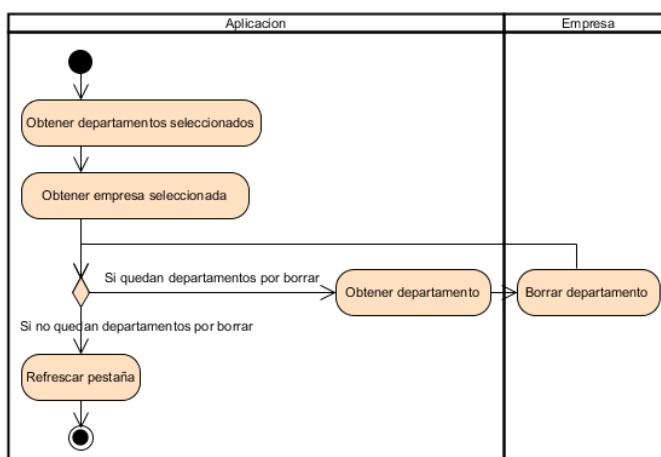 Aplicacion
Empresa
Obtener departamentos seleccionados
Obtener empresa seleccionada
Si quedan departamentos por borrar
Obtener departamento
Borrar departamento
Si no quedan departamentos por borrar
Refrescar pestaña